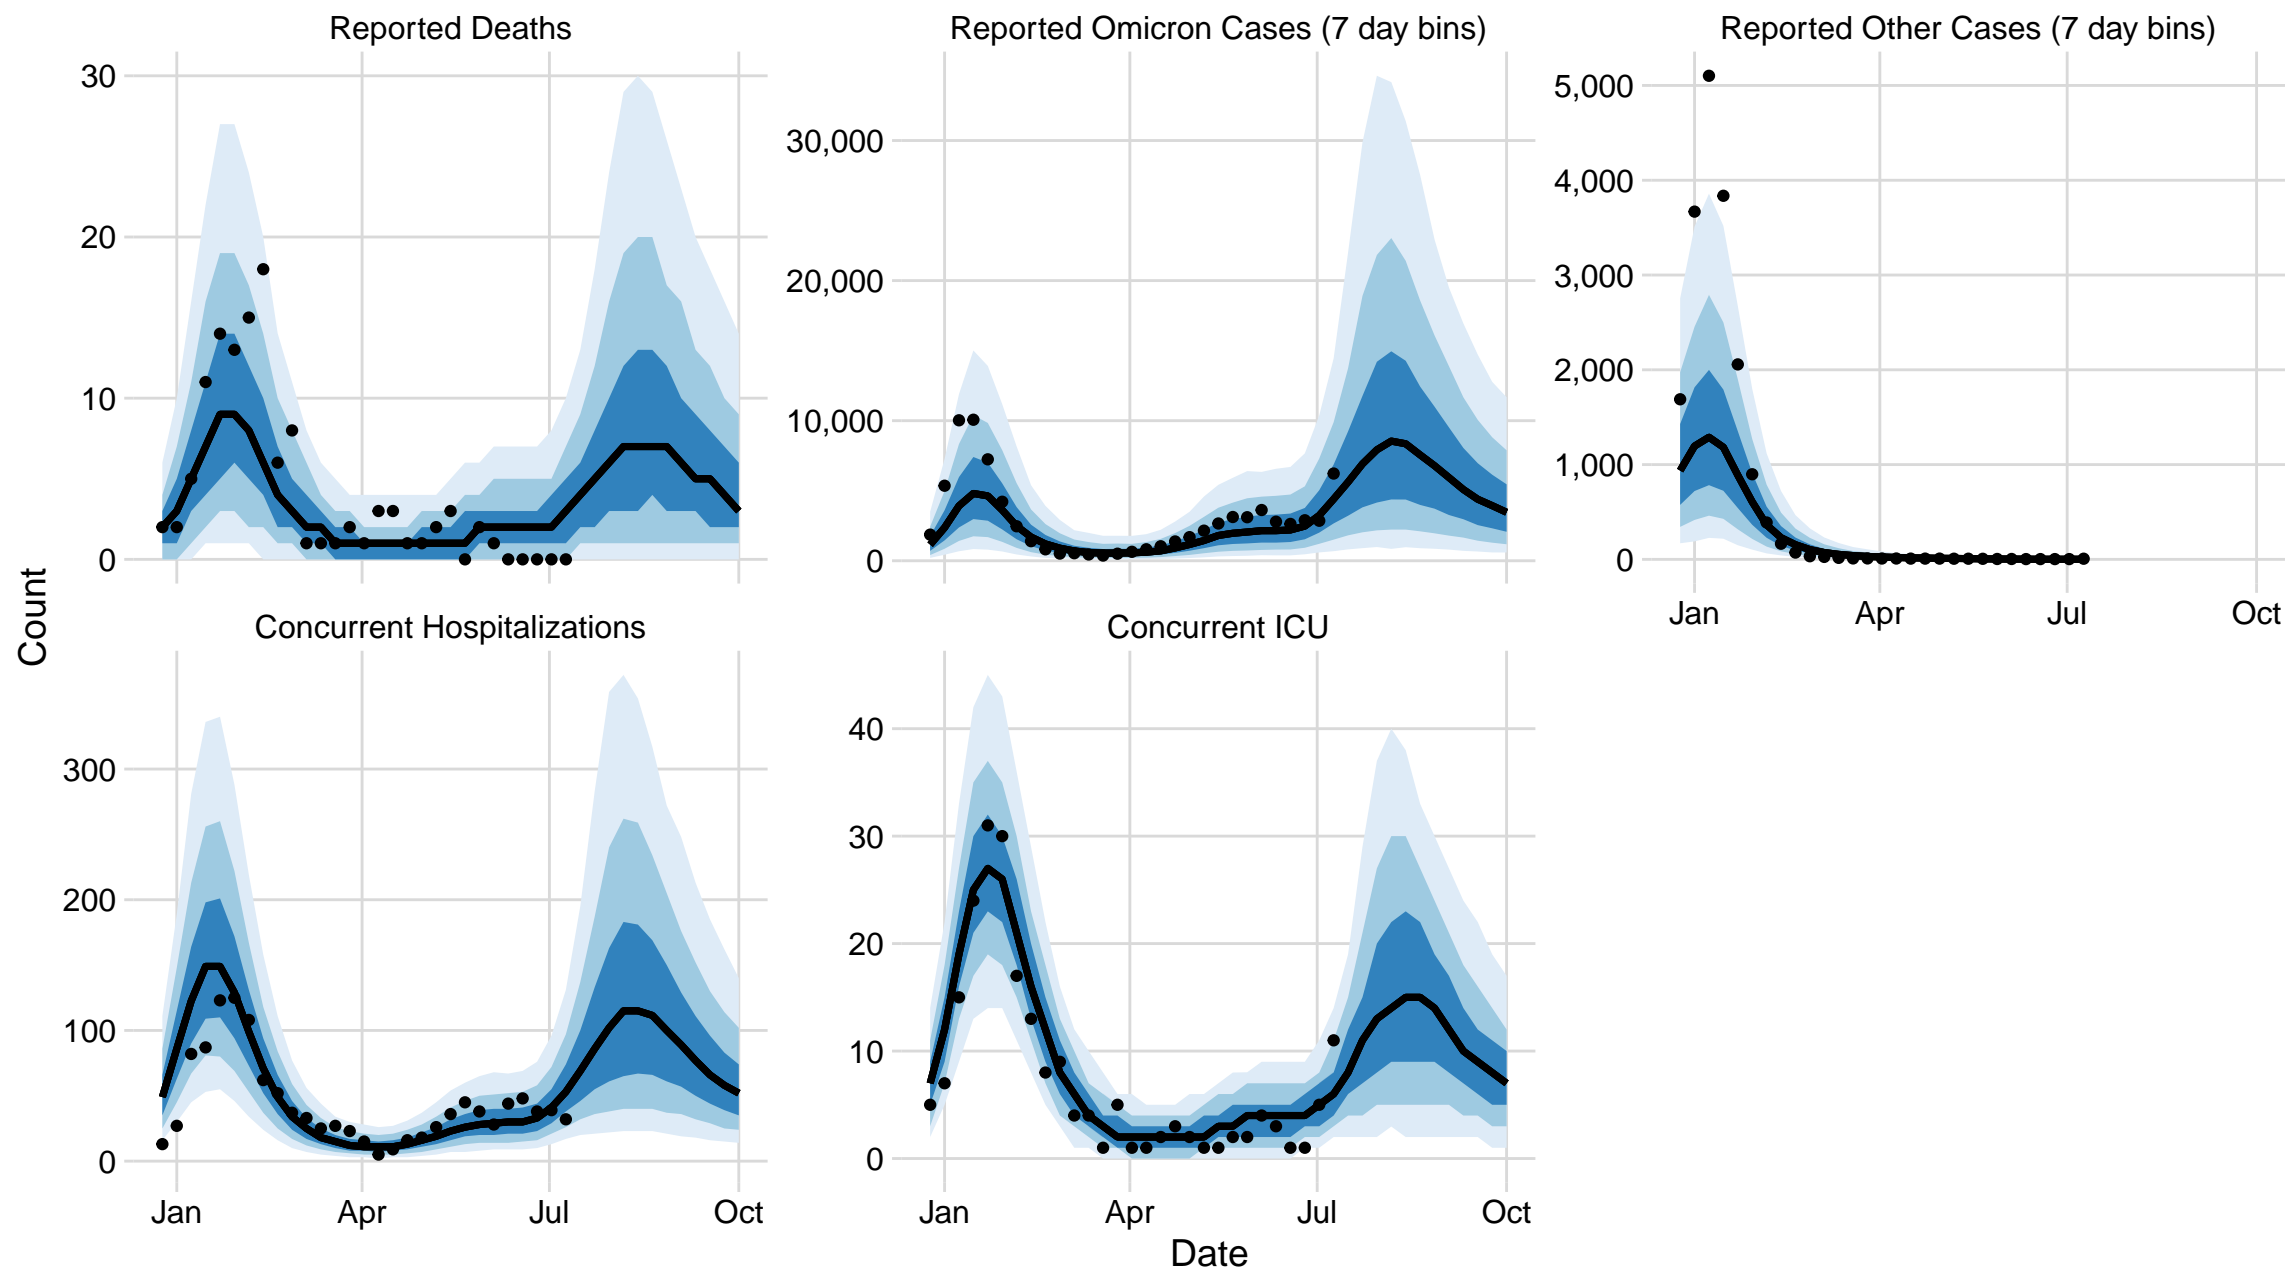 Reported Deaths
30
20
10
0
Reported Omicron Cases (7 day bins)
30,000
20,000
10,000
0
Reported Other Cases (7 day bins)
5,000
4,000
3,000
2,000
1,000
0
Jan Apr Jul Oct
Count
Concurrent Hospitalizations
300
200
100
0
Jan Apr Jul Oct
Concurrent ICU
40
30
20
10
0
Jan Apr Jul Oct
Date